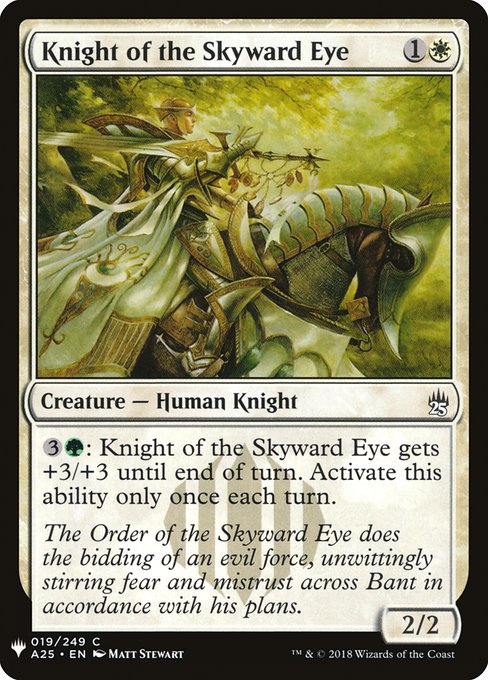 Knight of the Skyward Eye 1
Creature — Human Knight
25
3: Knight of the Skyward Eye gets
+3/+3 until end of turn. Activate this
ability only once each turn.
The Order of the Skyward Eye does
the bidding of an evil force, unwittingly
stirring fear and mistrust across Bant in
accordance with his plans.
2/2
019/249 C
A25 • EN Matt Stewart
™ & © 2018 Wizards of the Coast